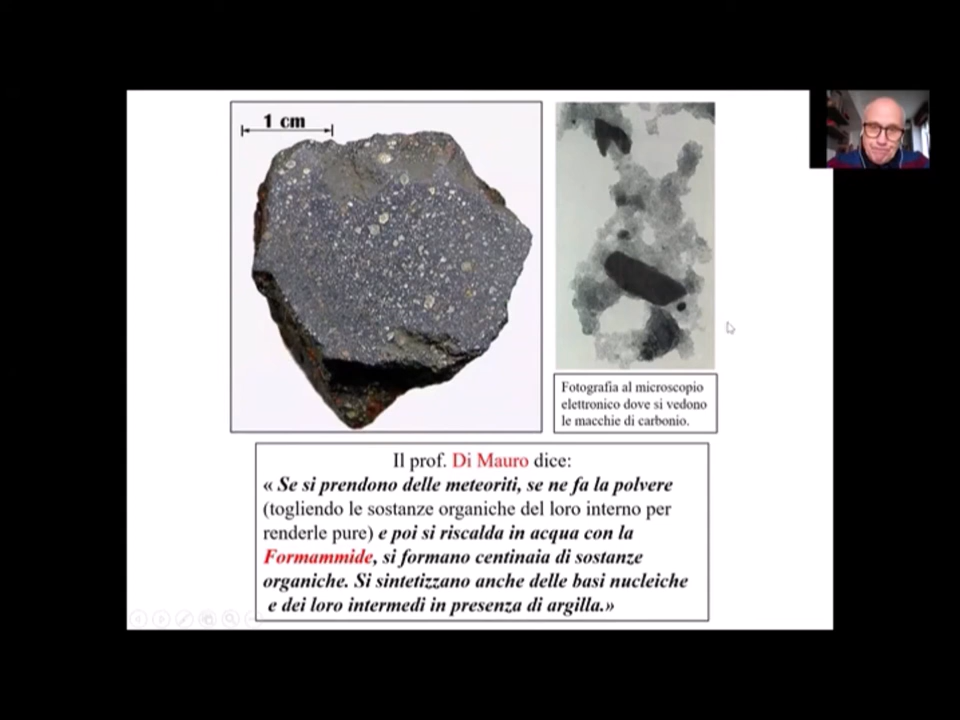 1 cm
Fotografia al microscopio
elettronico dove si vedono
le macchie di carbonio.
Il prof. Di Mauro dice:
« Se si prendono delle meteoriti, se ne fa la polvere
(togliendo le sostanze organiche del loro interno per
renderle pure) e poi si riscalda in acqua con la
Formammide, si formano centinaia di sostanze
organiche. Si sintetizzano anche delle basi nucleiche
e dei loro intermedi in presenza di argilla.»